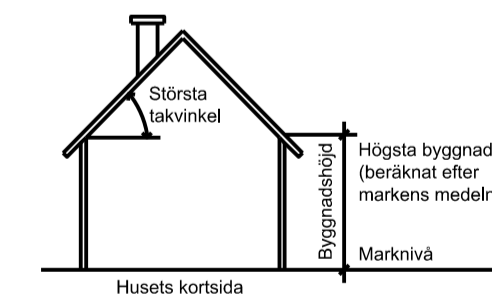 Största
takvinkel
Byggnadshöjd
Högsta byggnad
(beräknat efter
markens medeln
Marknivå
Husets kortsida